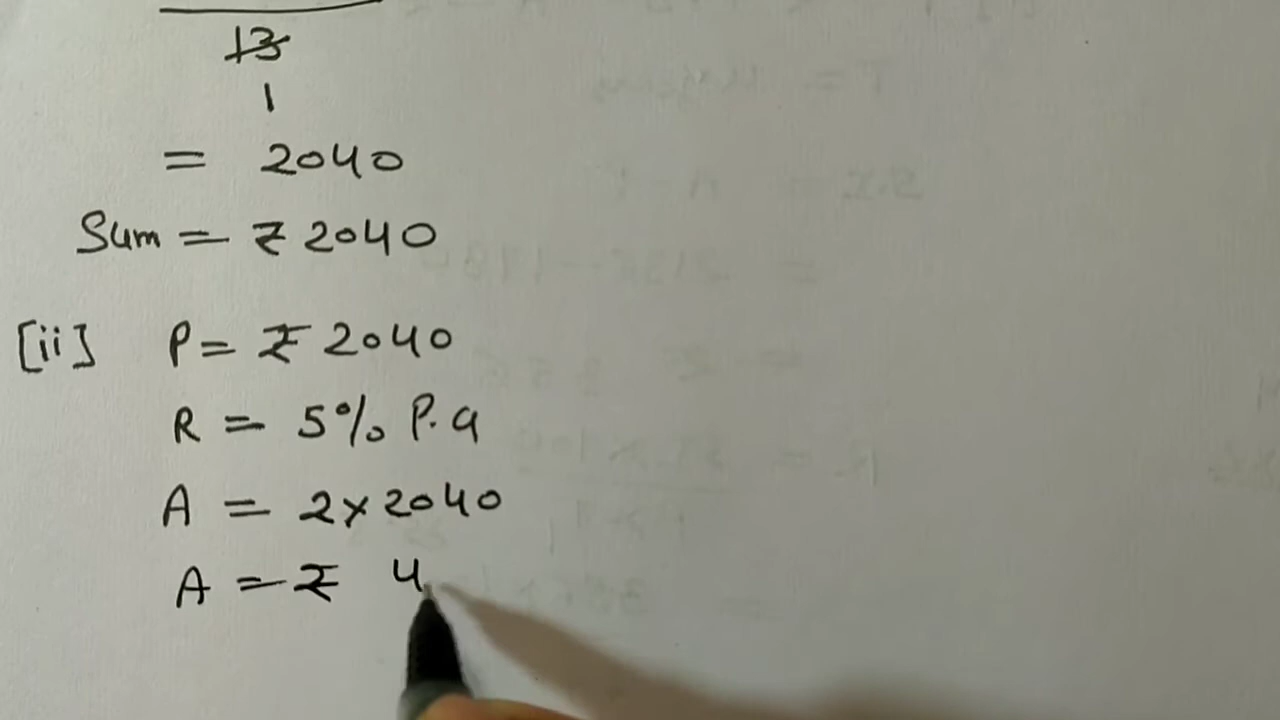 13
1
= 2040
Sum = ₹ 2040
[ii] P = ₹ 2040
R = 5% P.a
A = 2 × 2040
A = ₹ 4